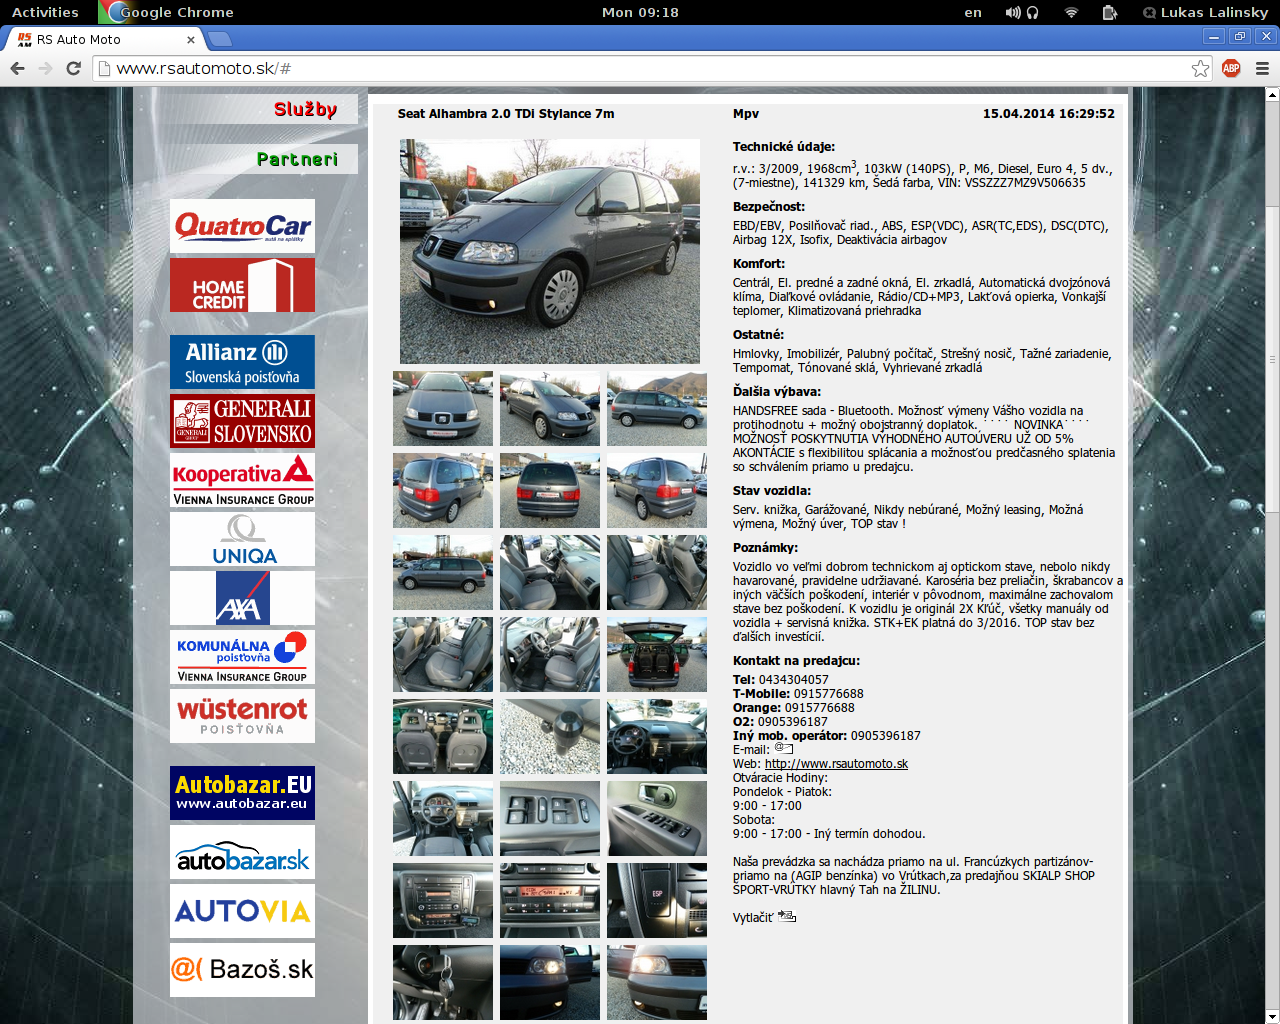 Activities Google Chrome Mon 09:18 en Lukas Lalinsky
RS Auto Moto
www.rsautomoto.sk/#
ABP
Služby
Partneri
QuatroCar
autá na splátky
HOME CREDIT
Allianz
Slovenská poisťovňa
GENERALI
SLOVENSKO
Kooperativa
VIENNA INSURANCE GROUP
UNIQA
AXA
KOMUNÁLNA
poisťovňa
VIENNA INSURANCE GROUP
wüstenrot
POISŤOVŇA
Autobazar.EU
www.autobazar.eu
autobazar.sk
AUTOVIA
@( Bazoš.sk
Seat Alhambra 2.0 TDi Stylance 7m
Mpv 15.04.2014 16:29:52
Technické údaje:
r.v.: 3/2009, 1968cm3, 103kW (140PS), P, M6, Diesel, Euro 4, 5 dv.,
(7-miestne), 141329 km, Šedá farba, VIN: VSSZZZ7MZ9V506635
Bezpečnost:
EBD/EBV, Posilňovač riad., ABS, ESP(VDC), ASR(TC,EDS), DSC(DTC),
Airbag 12X, Isofix, Deaktivácia airbagov
Komfort:
Centrál, El. predné a zadné okná, El. zrkadlá, Automatická dvojzónová
klíma, Diaľkové ovládanie, Rádio/CD+MP3, Lakťová opierka, Vonkajší
teplomer, Klimatizovaná priehradka
Ostatné:
Hmlovky, Imobilizér, Palubný počítač, Strešný nosič, Tažné zariadenie,
Tempomat, Tónované sklá, Vyhrievané zrkadlá
Ďalšia výbava:
HANDSFREE sada - Bluetooth. Možnosť výmeny Vášho vozidla na
protihodnotu + možný obojstranný doplatok. ˙ ˙ ˙ ˙ NOVINKA ˙ ˙ ˙ ˙
MOŽNOSŤ POSKYTNUTIA VÝHODNÉHO AUTOÚVERU UŽ OD 5%
AKONTÁCIE s flexibilitou splácania a možnosťou predčasného splatenia
so schválením priamo u predajcu.
Stav vozidla:
Serv. knižka, Garážované, Nikdy nebúrané, Možný leasing, Možná
výmena, Možný úver, TOP stav !
Poznámky:
Vozidlo vo veľmi dobrom technickom aj optickom stave, nebolo nikdy
havarované, pravidelne udržiavané. Karoséria bez preliačin, škrabancov a
iných väčších poškodení, interiér v pôvodnom, maximálne zachovalom
stave bez poškodení. K vozidlu je originál 2X Kľúč, všetky manuály od
vozidla + servisná knižka. STK+EK platná do 3/2016. TOP stav bez
ďalších investícií.
Kontakt na predajcu:
Tel: 0434304057
T-Mobile: 0915776688
Orange: 0915776688
O2: 0905396187
Iný mob. operátor: 0905396187
E-mail:
Web: http://www.rsautomoto.sk
Otváracie Hodiny:
Pondelok - Piatok:
9:00 - 17:00
Sobota:
9:00 - 17:00 - Iný termín dohodou.
Naša prevádzka sa nachádza priamo na ul. Francúzkych partizánov-
priamo na (AGIP benzínka) vo Vrútkach,za predajňou SKIALP SHOP
ŠPORT-VRÚTKY hlavný Tah na ŽILINU.
Vytlačiť
ESP